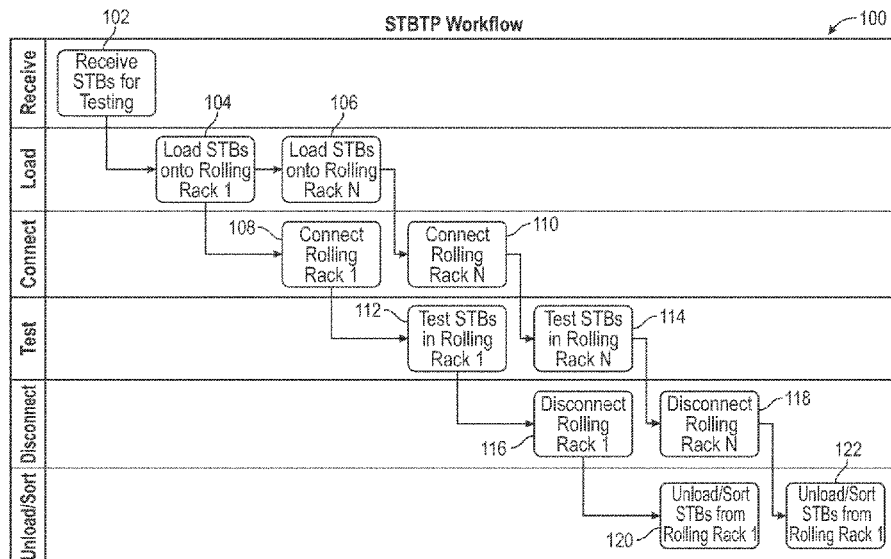 STBTP Workflow
100
Receive
102
Receive
STBs for
Testing
Load
104
Load STBs
onto Rolling
Rack 1
106
Load STBs
onto Rolling
Rack N
Connect
108
Connect
Rolling
Rack 1
110
Connect
Rolling
Rack N
Test
112
Test STBs
in Rolling
Rack 1
114
Test STBs
in Rolling
Rack N
Disconnect
116
Disconnect
Rolling
Rack 1
118
Disconnect
Rolling
Rack N
Unload/Sort
120
Unload/Sort
STBs from
Rolling Rack 1
122
Unload/Sort
STBs from
Rolling Rack 1